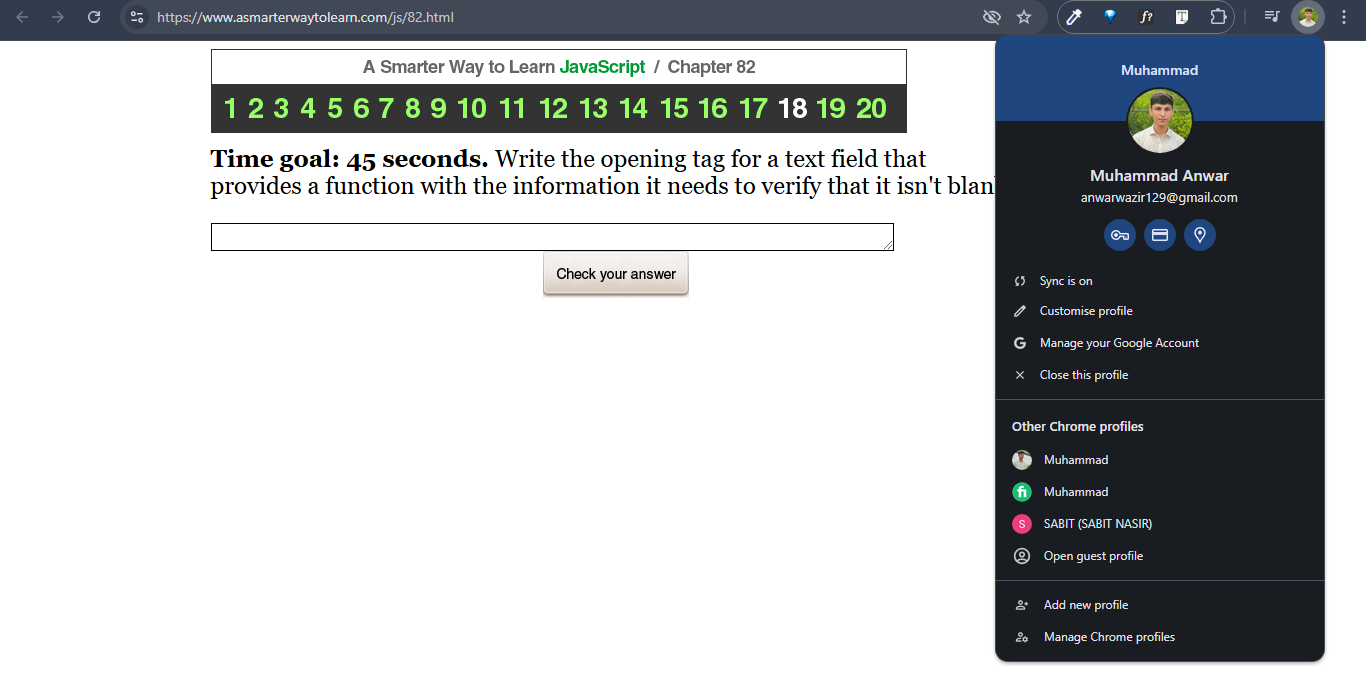 https://www.asmarterwaytolearn.com/js/82.html
f?
T
A Smarter Way to Learn JavaScript / Chapter 82
1 2 3 4 5 6 7 8 9 10 11 12 13 14 15 16 17 18 19 20
Time goal: 45 seconds. Write the opening tag for a text field that
provides a function with the information it needs to verify that it isn't
Check your answer
Muhammad
Muhammad Anwar
anwarwazir129@gmail.com
Sync is on
Customise profile
G Manage your Google Account
Close this profile
Other Chrome profiles
Muhammad
fi Muhammad
S SABIT (SABIT NASIR)
Open guest profile
Add new profile
Manage Chrome profiles